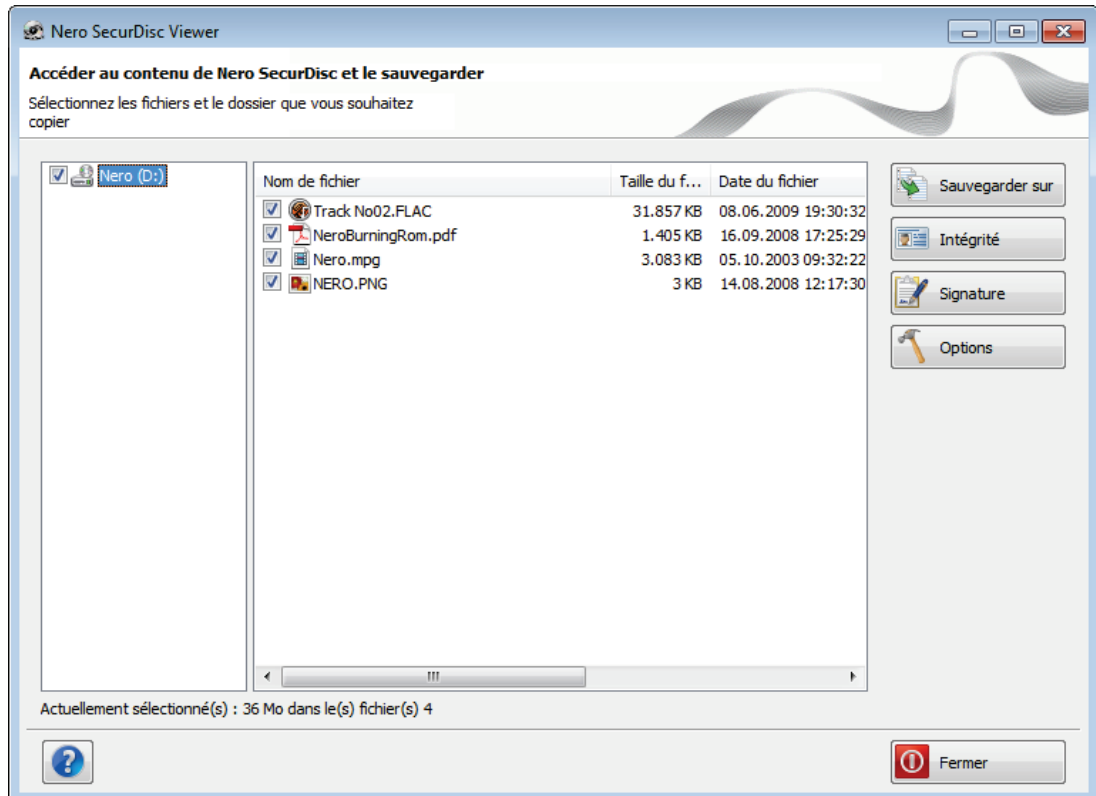 Nero SecurDisc Viewer
Accéder au contenu de Nero SecurDisc et le sauvegarder
Sélectionnez les fichiers et le dossier que vous souhaitez
copier
Nero (D:)
Nom de fichier Taille du f... Date du fichier
Track No02.FLAC 31.857 KB 08.06.2009 19:30:32
NeroBurningRom.pdf 1.405 KB 16.09.2008 17:25:29
Nero.mpg 3.083 KB 05.10.2003 09:32:22
NERO.PNG 3 KB 14.08.2008 12:17:30
Sauvegarder sur
Intégrité
Signature
Options
Actuellement sélectionné(s) : 36 Mo dans le(s) fichier(s) 4
Fermer